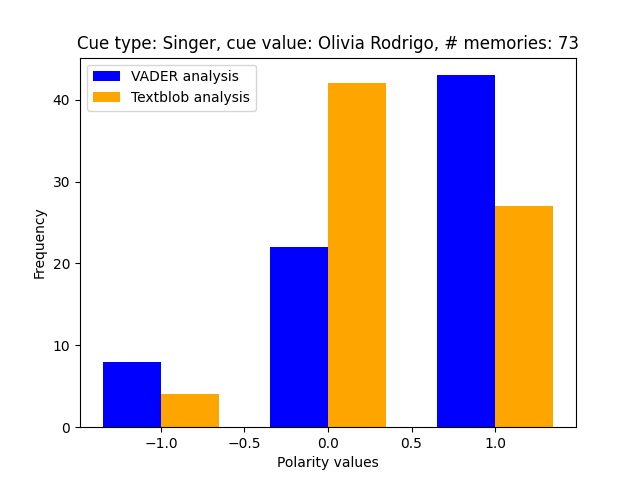 Cue type: Singer, cue value: Olivia Rodrigo, # memories: 73
VADER analysis
Textblob analysis
40
30
20
10
0
Frequency
−1.0
−0.5
0.0
0.5
1.0
Polarity values